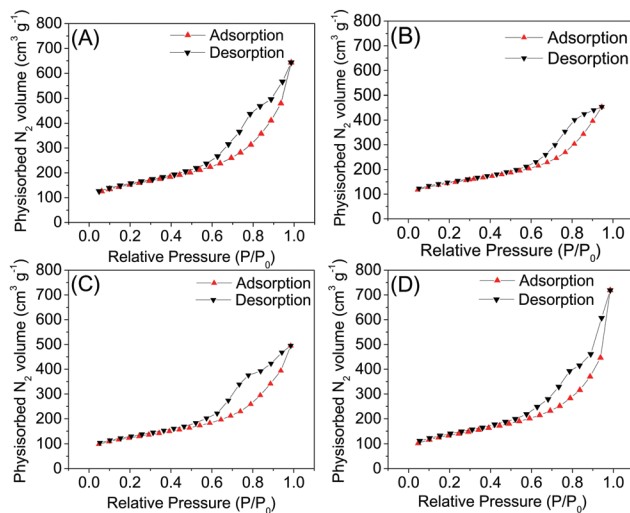 (A)
Adsorption
Desorption
Physisorbed N₂ volume (cm³ g⁻¹)
800
700
600
500
400
300
200
100
0
0.0 0.2 0.4 0.6 0.8 1.0
Relative Pressure (P/P₀)
(B)
Adsorption
Desorption
Physisorbed N₂ volume (cm³ g⁻¹)
800
700
600
500
400
300
200
100
0
0.0 0.2 0.4 0.6 0.8 1.0
Relative Pressure (P/P₀)
(C)
Adsorption
Desorption
Physisorbed N₂ volume (cm³ g⁻¹)
800
700
600
500
400
300
200
100
0
0.0 0.2 0.4 0.6 0.8 1.0
Relative Pressure (P/P₀)
(D)
Adsorption
Desorption
Physisorbed N₂ volume (cm³ g⁻¹)
800
700
600
500
400
300
200
100
0
0.0 0.2 0.4 0.6 0.8 1.0
Relative Pressure (P/P₀)